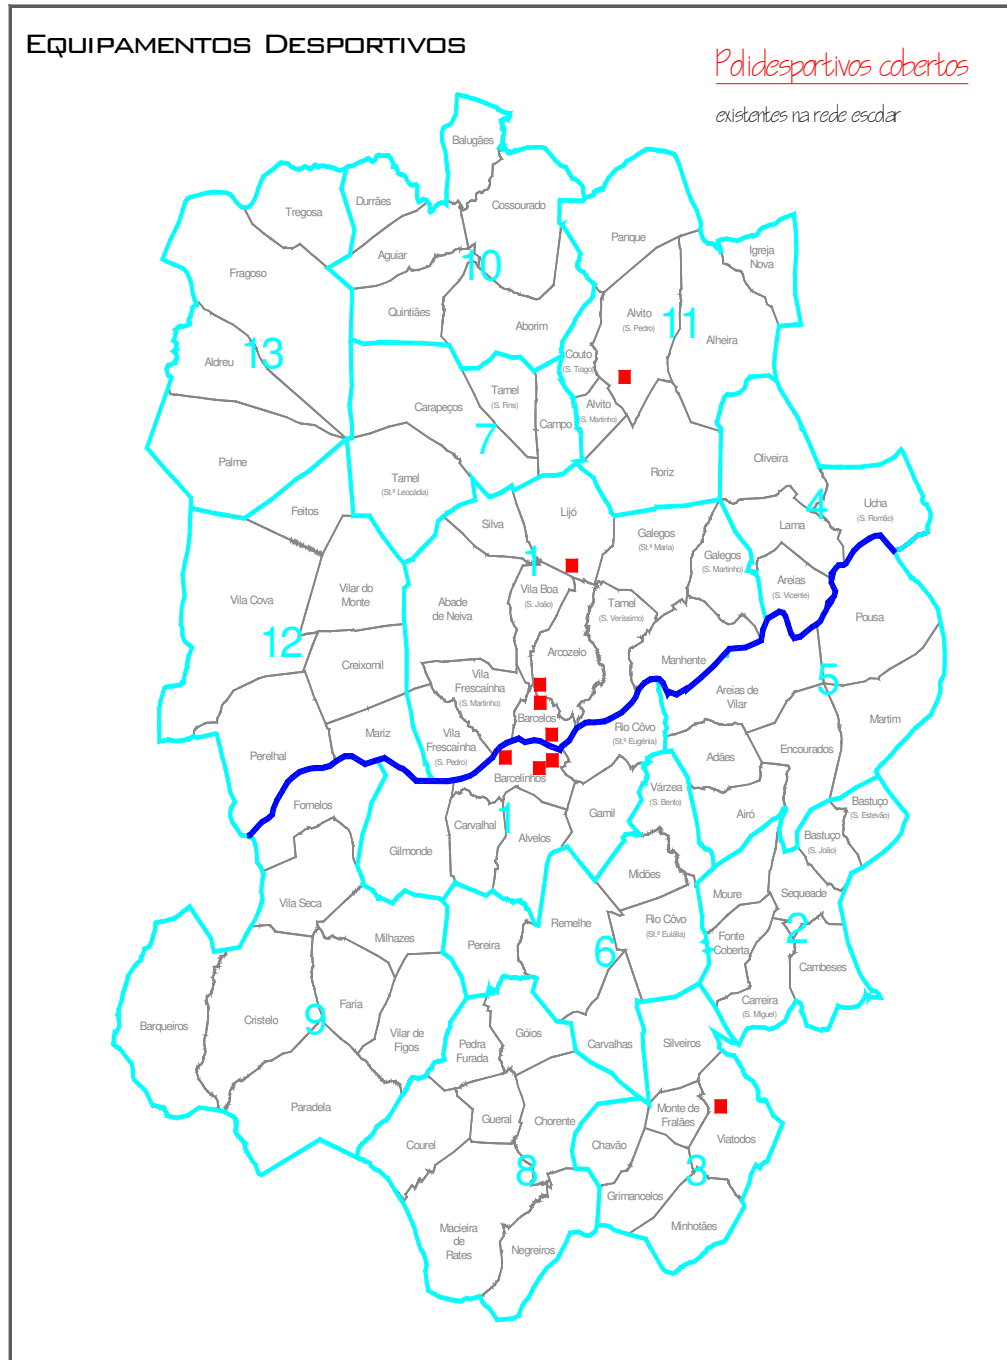 EQUIPAMENTOS DESPORTIVOS
Polidesportivos cobertos
existentes na rede escolar
Balugães
Durrães
Tregosa
Cossourado
Panque
Igreja
Nova
Aguiar
10
Fragoso
Quintiães
Aborim
Alvito
(S. Pedro)
11
Alheira
13
Aldreu
Couto
(S. Tiago)
Tamel
(S. Fins)
Carapeços
Campo
Alvito
(S. Martinho)
7
Palme
Tamel
(St.ª Leocádia)
Roriz
Oliveira
Feitos
Silva
Lijó
4
Ucha
(S. Romão)
Lama
Galegos
(St.ª Maria)
Galegos
(S. Martinho)
1
Areias
(S. Vicente)
Vila Cova
Vilar do
Monte
Abade
de Neiva
Vila Boa
(S. João)
Tamel
(S. Veríssimo)
Pousa
12
Creixomil
Arcozelo
Manhente
5
Vila
Frescaínha
(S. Martinho)
Areias de
Vilar
Martim
Barcelos
Mariz
Vila
Frescaínha
(S. Pedro)
Rio Côvo
(St.ª Eugénia)
Perelhal
Adães
Encourados
Barcelinhos
Várzea
(S. Bento)
Fornelos
Bastuço
(S. Estevão)
Carvalhal
1
Alvelos
Gamil
Airó
Bastuço
(S. João)
Gilmonde
Midões
Moure
Sequeade
Vila Seca
Remelhe
Rio Côvo
(St.ª Eulália)
2
Milhazes
Pereira
6
Fonte
Coberta
Cambeses
Faria
Carreira
(S. Miguel)
Barqueiros
Cristelo
9
Vilar de
Figos
Góios
Pedra
Furada
Carvalhas
Silveiros
Paradela
Gueral
Chorente
Monte de
Fralães
Courel
Chavão
Viatodos
8
3
Grimancelos
Macieira
de
Rates
Minhotães
Negreiros